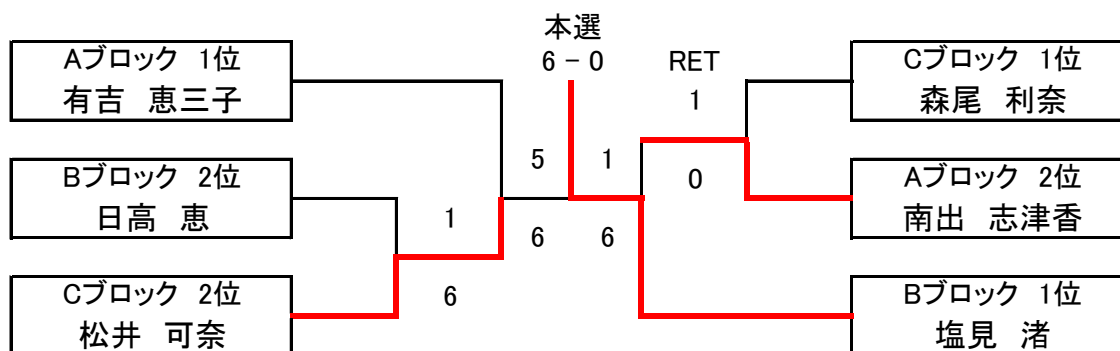 本選
6 - 0
RET
Aブロック 1位
有吉 恵三子
Cブロック 1位
森尾 利奈
1
5
1
Bブロック 2位
日高 恵
0
Aブロック 2位
南出 志津香
1
6
6
Cブロック 2位
松井 可奈
6
Bブロック 1位
塩見 渚